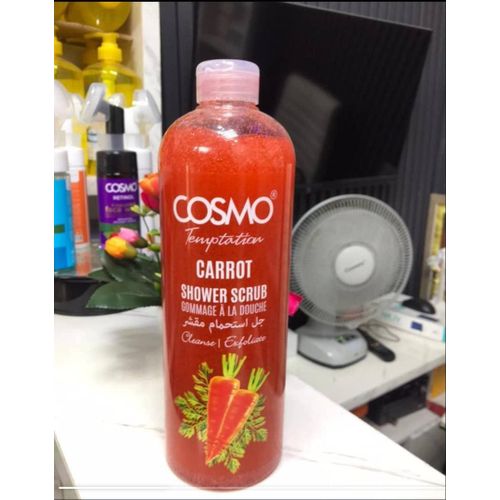 COSMO®
Temptation
CARROT
SHOWER SCRUB
GOMMAGE À LA DOUCHE
جل استحمام مقشر
Cleanse | Exfoliate
COSMO
RETINOL